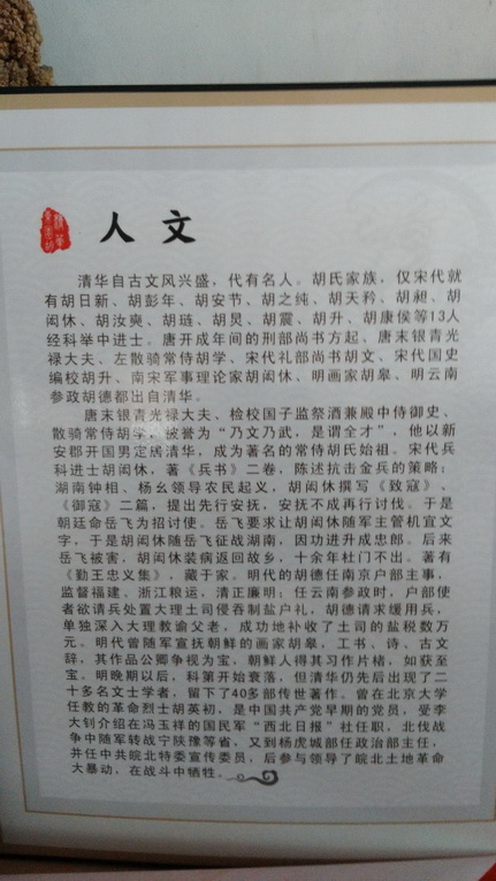 人文
清华自古文风兴盛，代有名人。胡氏家族，仅宋代就
有胡日新、胡彭年、胡安节、胡之纯、胡天矜、胡昶、胡
闳休、胡汝奭、胡琏、胡炅、胡震、胡升、胡康侯等13人
经科举中进士。唐开成年间的刑部尚书方起、唐末银青光
禄大夫、左散骑常侍胡学、宋代礼部尚书胡文、宋代国史
编校胡升、南宋军事理论家胡闳休、明画家胡皋、明云南
参政胡德都出自清华。
唐末银青光禄大夫、检校国子监祭酒兼殿中侍御史、
散骑常侍胡学，被誉为“乃文乃武，是谓全才”，他以新
安郡开国男定居清华，成为著名的常侍胡氏始祖。宋代兵
科进士胡闳休，著《兵书》二卷，陈述抗击金兵的策略；
湖南钟相、杨幺领导农民起义，胡闳休撰写《致寇》、
《御寇》二篇，提出先行安抚，安抚不成再行讨伐。于是
朝廷命岳飞为招讨使。岳飞要求让胡闳休随军主管机宜文
字，于是胡闳休随岳飞征战湖南，因功进升成忠郎。后来
岳飞被害，胡闳休装病返回故乡，十余年杜门不出。著有
《勤王忠义集》，藏于家。明代的胡德任南京户部主事，
监督福建、浙江粮运，清正廉明；任云南参政时，户部使
者欲请兵处置大理土司侵吞制盐户礼，胡德请求缓用兵，
单独深入大理教谕父老，成功地补收了土司的盐税数万
元。明代曾随军宣抚朝鲜的画家胡皋，工书、诗、古文
辞，其作品公卿争视为宝，朝鲜人得其习作片楮，如获至
宝。明晚期以后，科第开始衰落，但清华仍先后出现了二
十多名文士学者，留下了40多部传世著作。曾在北京大学
任教的革命烈士胡英初，是中国共产党早期的党员，受李
大钊介绍在冯玉祥的国民军“西北日报”社任职，北伐战
争中随军转战宁陕豫等省，又到杨虎城部任政治部主任，
并任中共皖北特委宣传委员，后参与领导了皖北土地革命
大暴动，在战斗中牺牲。